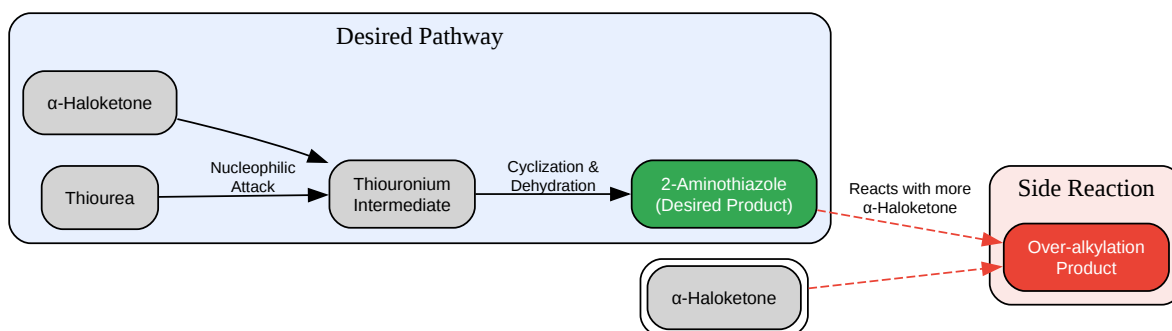 Desired Pathway
α-Haloketone
Thiourea
Nucleophilic
Attack
Thiouronium
Intermediate
Cyclization &
Dehydration
2-Aminothiazole
(Desired Product)
Reacts with more
α-Haloketone
Side Reaction
Over-alkylation
Product
α-Haloketone